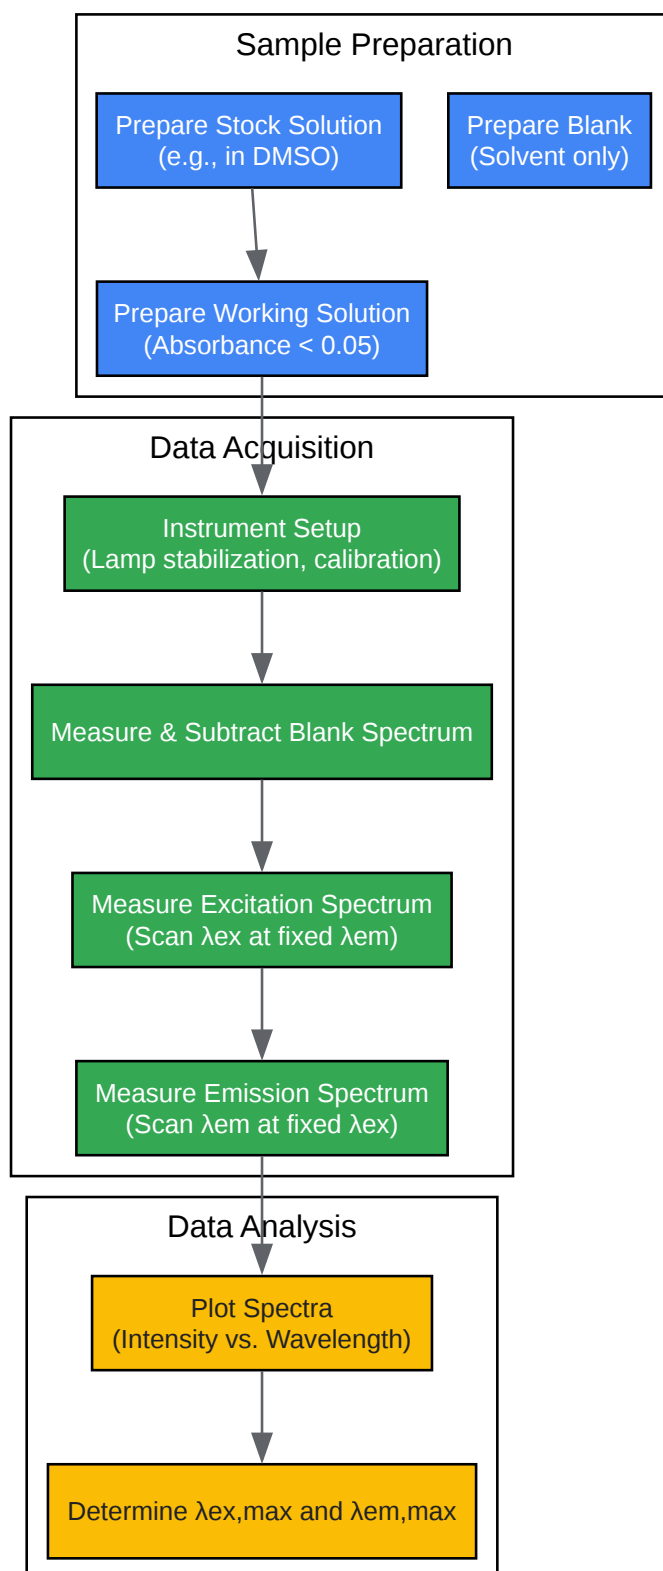 Sample Preparation
Prepare Stock Solution
(e.g., in DMSO)
Prepare Blank
(Solvent only)
Prepare Working Solution
(Absorbance < 0.05)
Data Acquisition
Instrument Setup
(Lamp stabilization, calibration)
Measure & Subtract Blank Spectrum
Measure Excitation Spectrum
(Scan λex at fixed λem)
Measure Emission Spectrum
(Scan λem at fixed λex)
Data Analysis
Plot Spectra
(Intensity vs. Wavelength)
Determine λex,max and λem,max